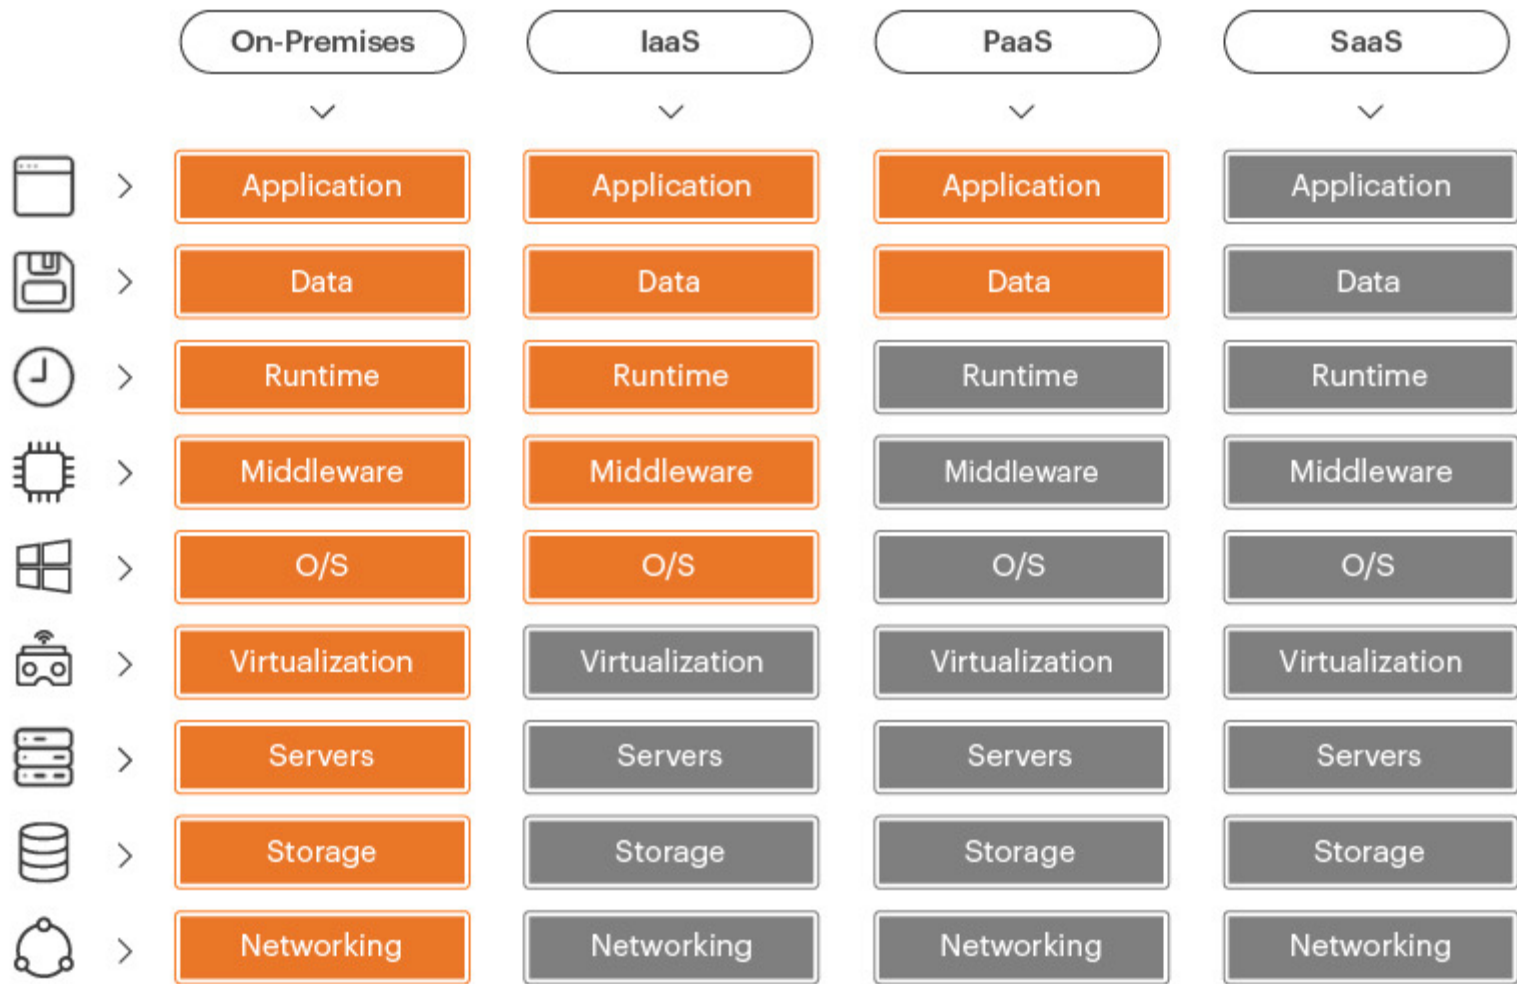 On-Premises IaaS PaaS SaaS
Application Application Application Application
Data Data Data Data
Runtime Runtime Runtime Runtime
Middleware Middleware Middleware Middleware
O/S O/S O/S O/S
Virtualization Virtualization Virtualization Virtualization
Servers Servers Servers Servers
Storage Storage Storage Storage
Networking Networking Networking Networking